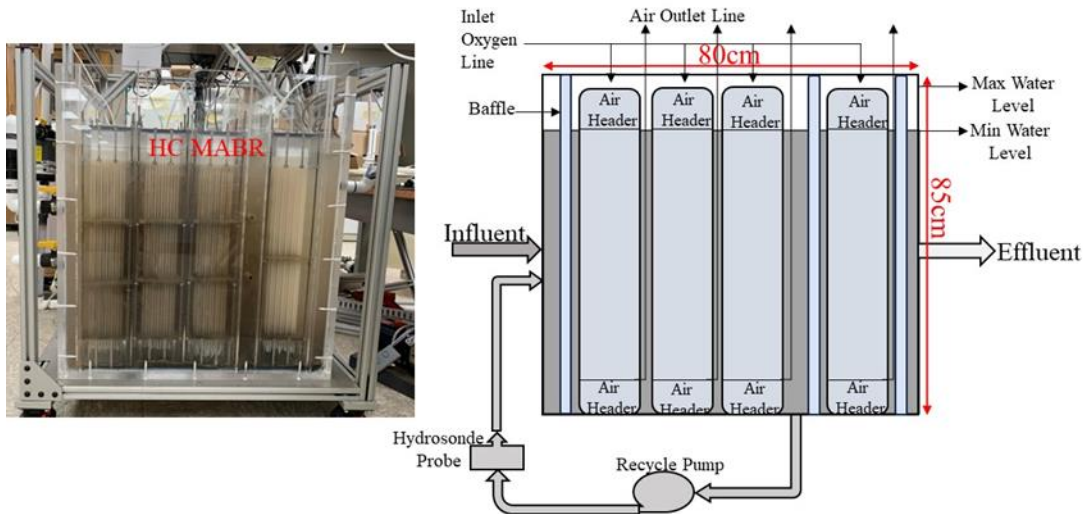 HC MABR
Inlet
Oxygen
Line
Air Outlet Line
80cm
Baffle
Air
Header
Air
Header
Air
Header
Air
Header
Max Water
Level
Min Water
Level
85cm
Influent
Effluent
Air
Header
Air
Header
Air
Header
Air
Header
Hydrosonde
Probe
Recycle Pump